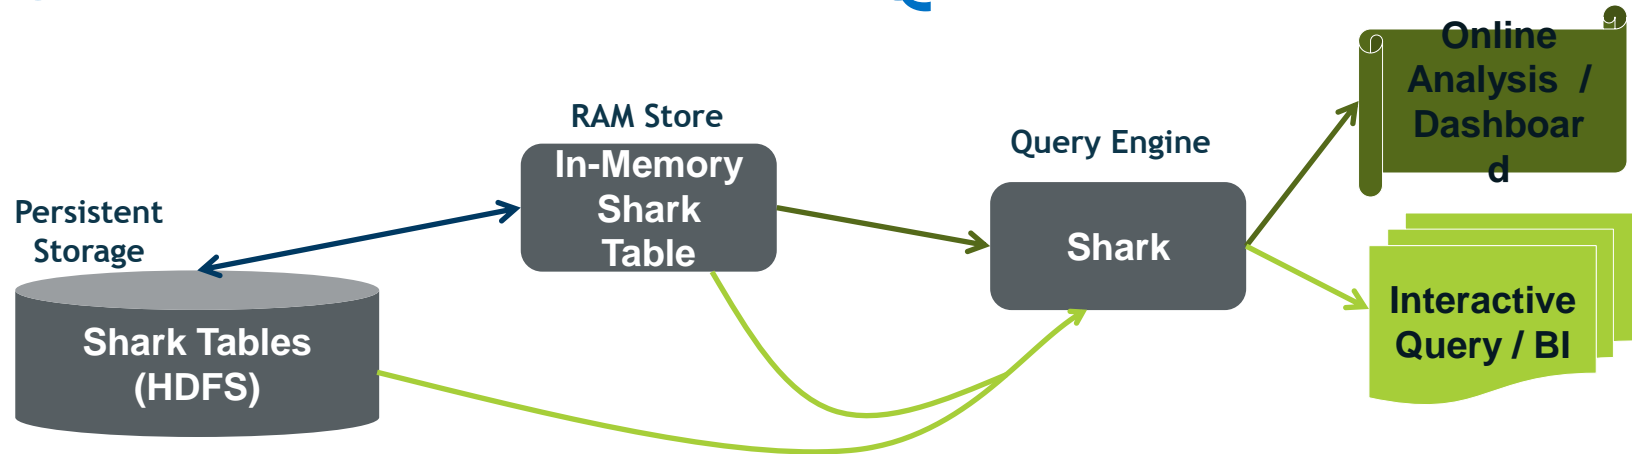 Persistent
Storage
Shark Tables
(HDFS)
RAM Store
In-Memory
Shark
Table
Query Engine
Shark
Online
Analysis /
Dashboar
d
Interactive
Query / BI